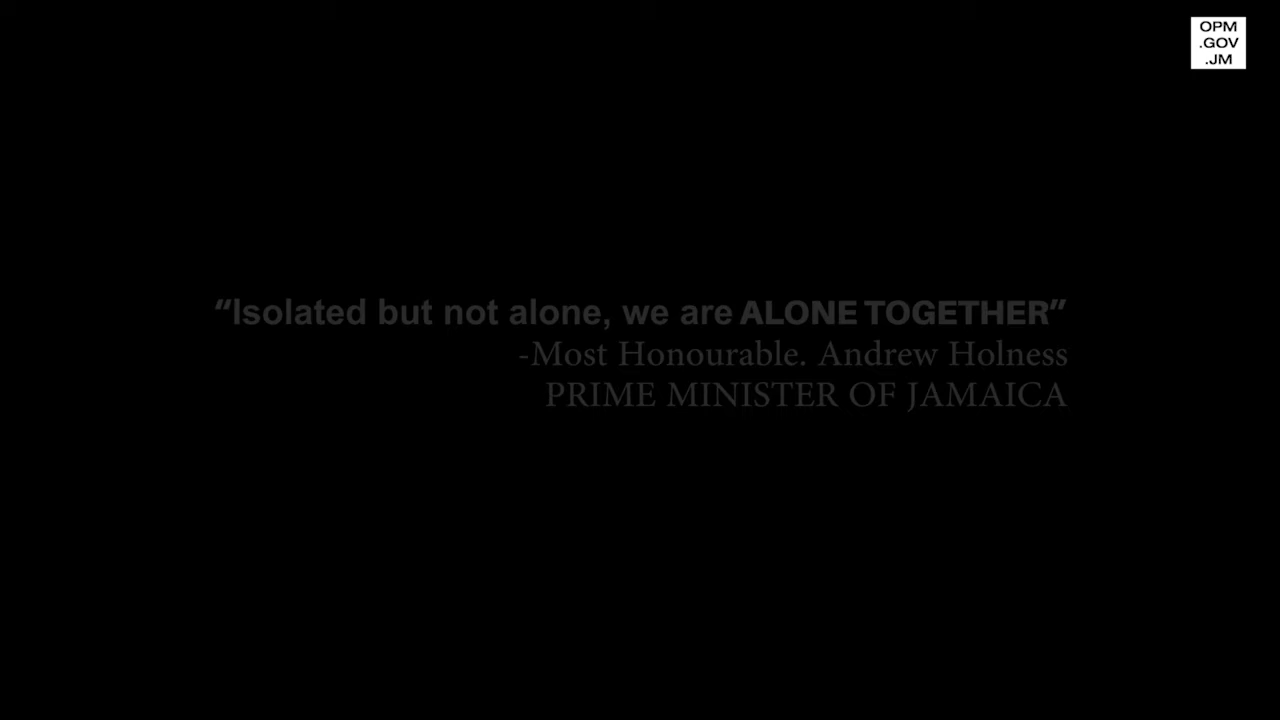 OPM
.GOV
.JM
“Isolated but not alone, we are ALONE TOGETHER”
-Most Honourable. Andrew Holness
PRIME MINISTER OF JAMAICA